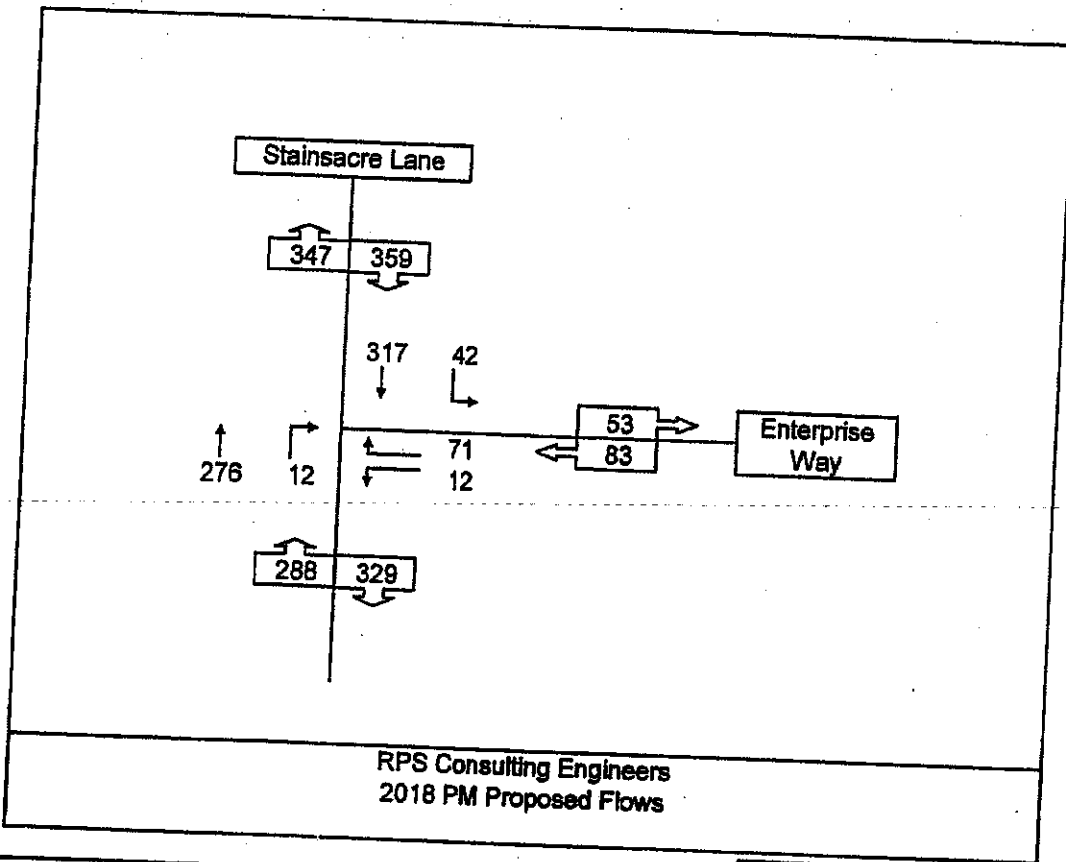 Stainsacre Lane
347 359
317 42
53
83
Enterprise
Way
71
12
276 12
288 329
RPS Consulting Engineers
2018 PM Proposed Flows